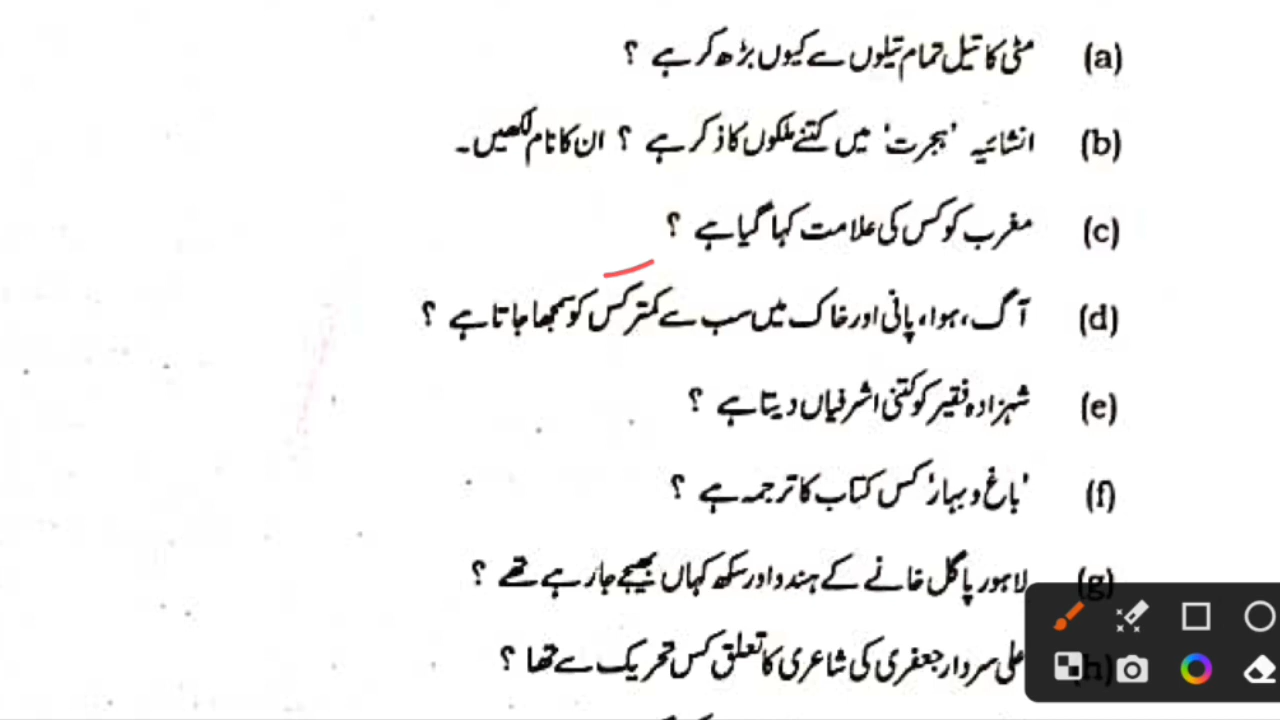 (a) مٹی کا تیل تمام تیلوں سے کیوں بڑھ کر ہے ؟
(b) انشائیہ ’ہجرت‘ میں کتنے ملکوں کا ذکر ہے ؟ ان کا نام لکھیں۔
(c) مغرب کو کس کی علامت کہا گیا ہے ؟
(d) آگ، ہوا، پانی اور خاک میں سب سے کمتر کس کو سمجھا جاتا ہے ؟
(e) شہزادہ فقیر کو کتنی اشرفیاں دیتا ہے ؟
(f) ’باغ و بہار‘ کس کتاب کا ترجمہ ہے ؟
(g) لاہور پاگل خانے کے ہندو اور سکھ کہاں بھیجے جا رہے تھے ؟
(h) علی سردار جعفری کی شاعری کا تعلق کس تحریک سے تھا ؟